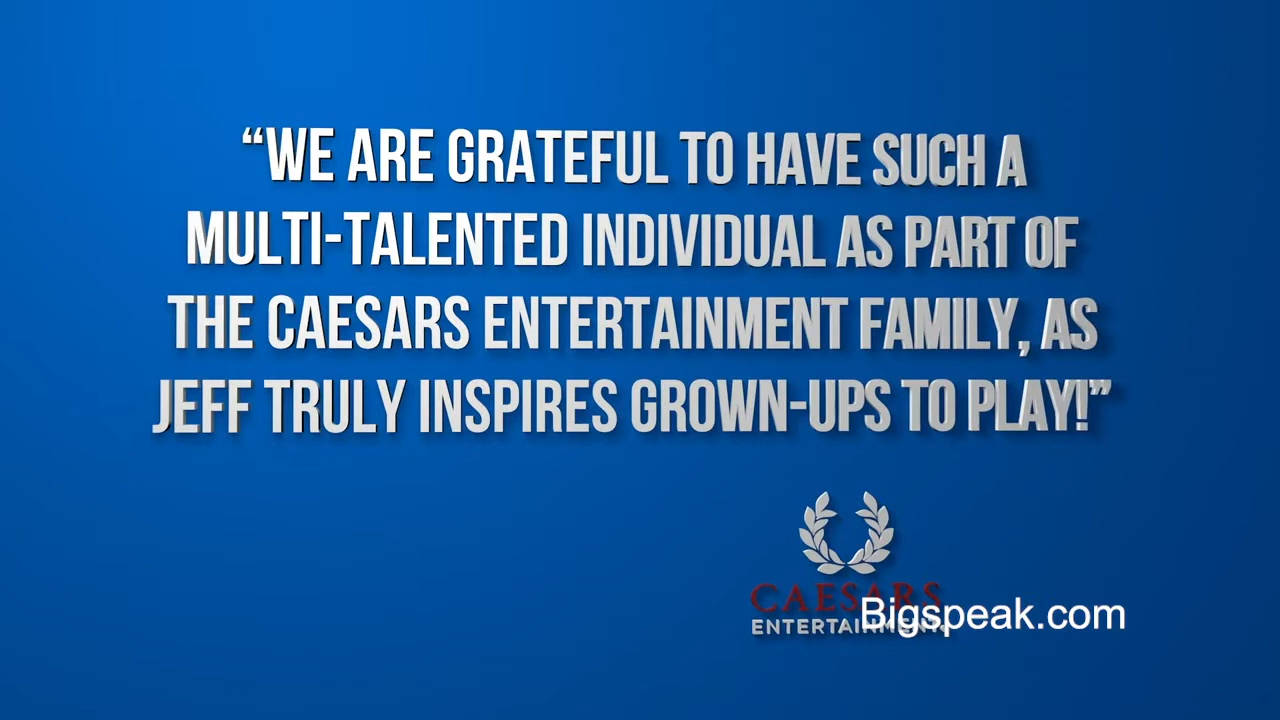 “WE ARE GRATEFUL TO HAVE SUCH A
MULTI-TALENTED INDIVIDUAL AS PART OF
THE CAESARS ENTERTAINMENT FAMILY, AS
JEFF TRULY INSPIRES GROWN-UPS TO PLAY!”
CAESARS
ENTERTAINMENT.
Bigspeak.com